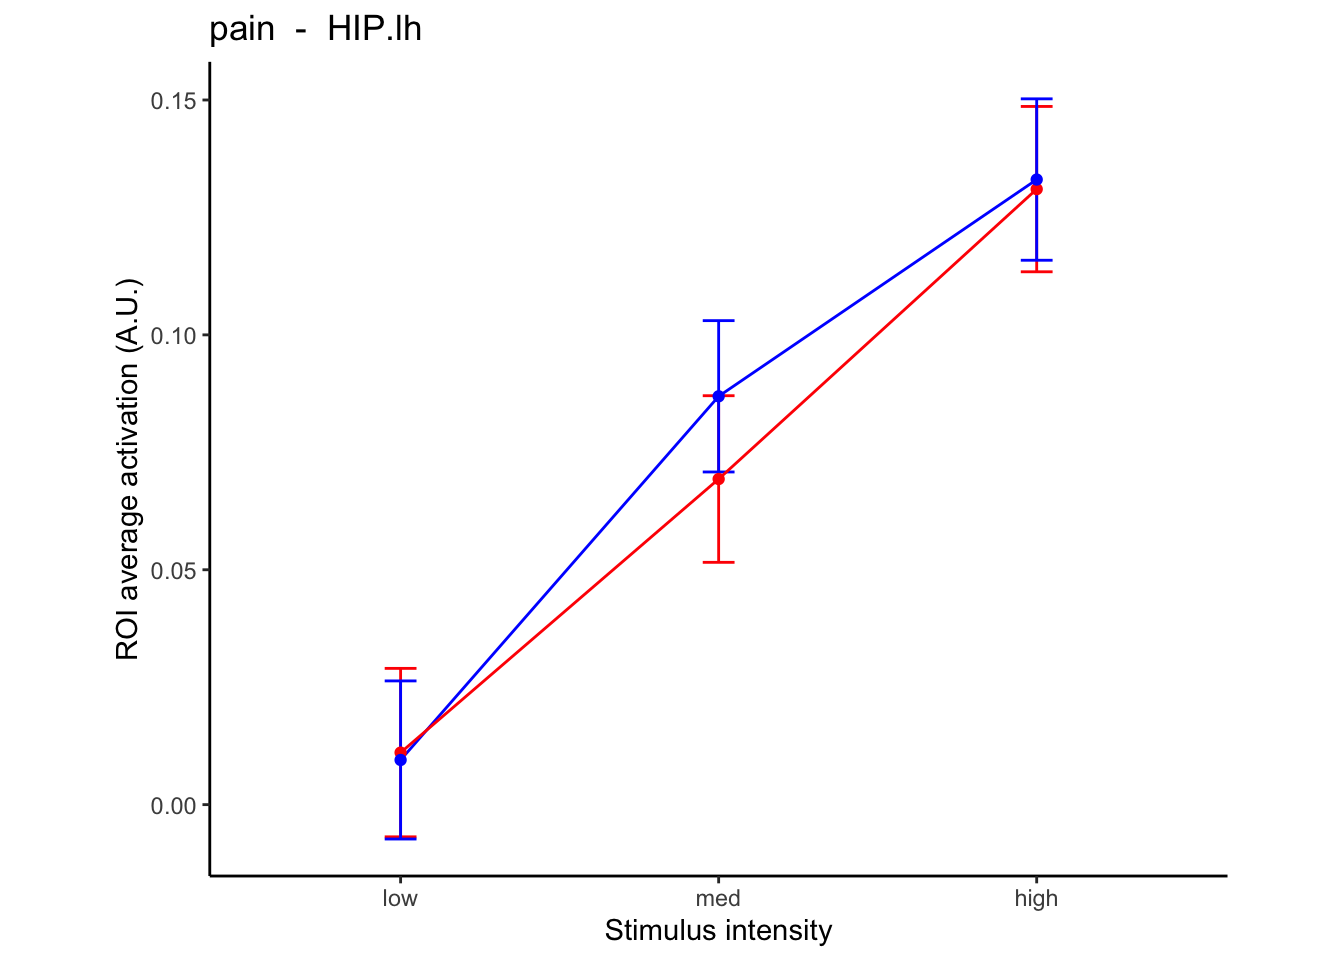 pain  -  HIP.lh
0.15
0.10
0.05
0.00
ROI average activation (A.U.)
low
med
high
Stimulus intensity